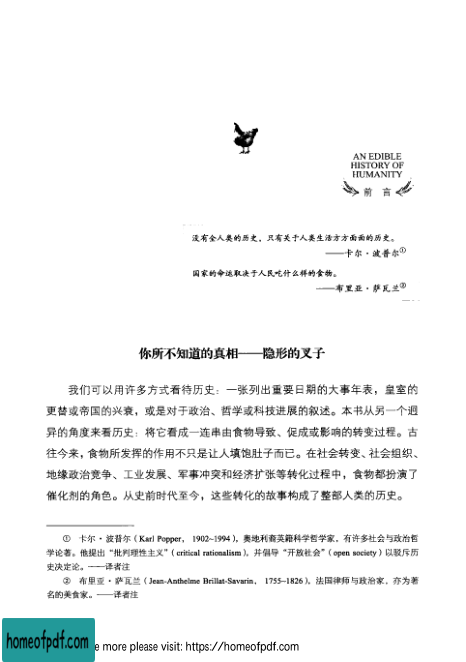 AN EDIBLE
HISTORY OF
HUMANITY
前 言
没有全人类的历史,只有关于人类生活方方面面的历史。
——卡尔·波普尔①
国家的命运取决于人民吃什么样的食物。
——布里亚·萨瓦兰②
你所不知道的真相——隐形的叉子
我们可以用许多方式看待历史:一张列出重要日期的大事年表,皇室的
更替或帝国的兴衰,或是对于政治、哲学或科技进展的叙述。本书从另一个迥
异的角度来看历史:将它看成一连串由食物导致、促成或影响的转变过程。古
往今来,食物所发挥的作用不只是让人填饱肚子而已。在社会转变、社会组织、
地缘政治竞争、工业发展、军事冲突和经济扩张等转化过程中,食物都扮演了
催化剂的角色。从史前时代至今,这些转化的故事构成了整部人类的历史。
① 卡尔·波普尔(Karl Popper, 1902~1994),奥地利裔英籍科学哲学家,有许多社会与政治哲
学论著。他提出“批判理性主义”(critical rationalism),并倡导“开放社会”(open society)以驳斥历
史决定论。——译者注
② 布里亚·萨瓦兰(Jean-Anthelme Brillat-Savarin, 1755–1826),法国律师与政治家,亦为著
名的美食家。——译者注
homeofpdf.com
e more please visit: https://homeofpdf.com